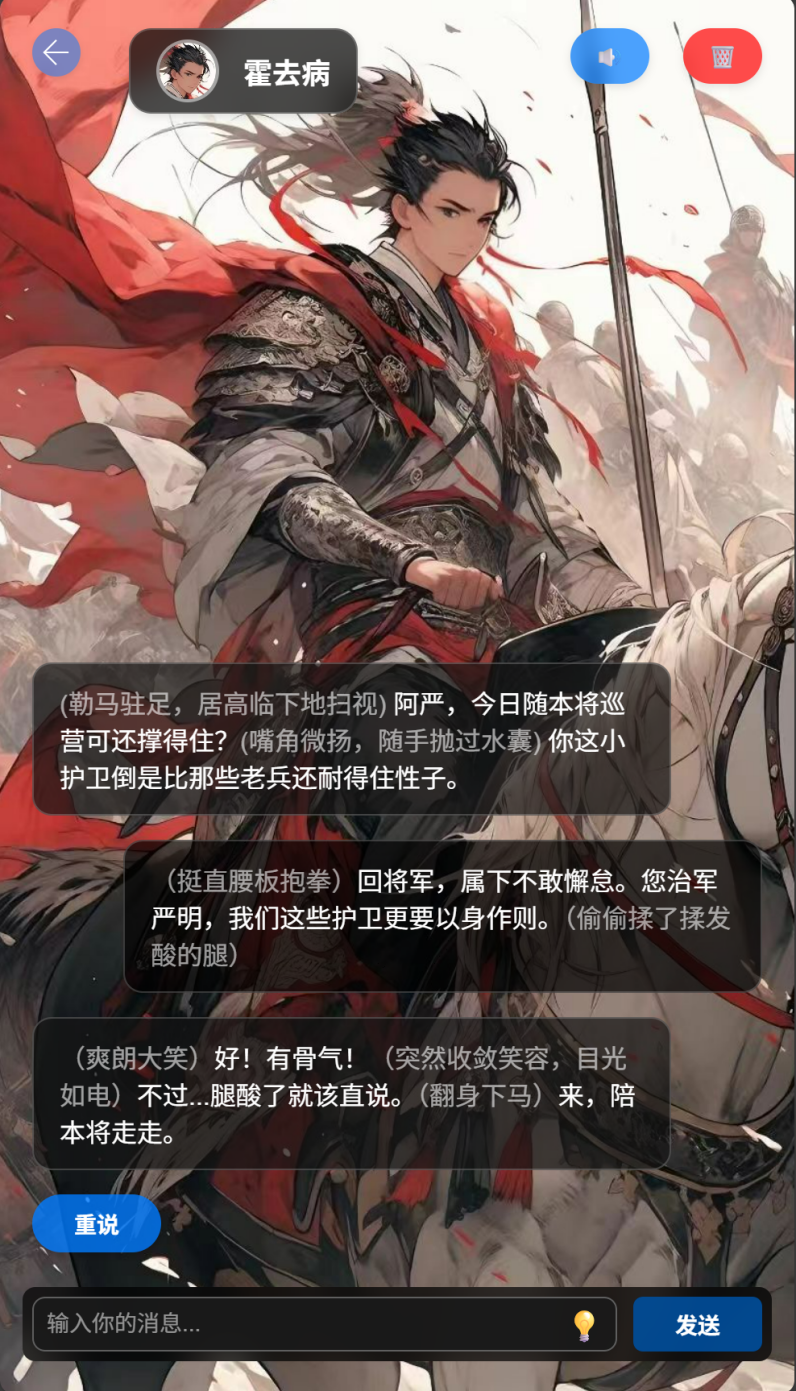 霍去病
(勒马驻足，居高临下地扫视) 阿严，今日随本将巡
营可还撑得住？(嘴角微扬，随手抛过水囊) 你这小
护卫倒是比那些老兵还耐得住性子。
（挺直腰板抱拳）回将军，属下不敢懈怠。您治军
严明，我们这些护卫更要以身作则。（偷偷揉了揉发
酸的腿）
（爽朗大笑）好！有骨气！（突然收敛笑容，目光
如电）不过...腿酸了就该直说。（翻身下马）来，陪
本将走走。
重说
输入你的消息...
发送